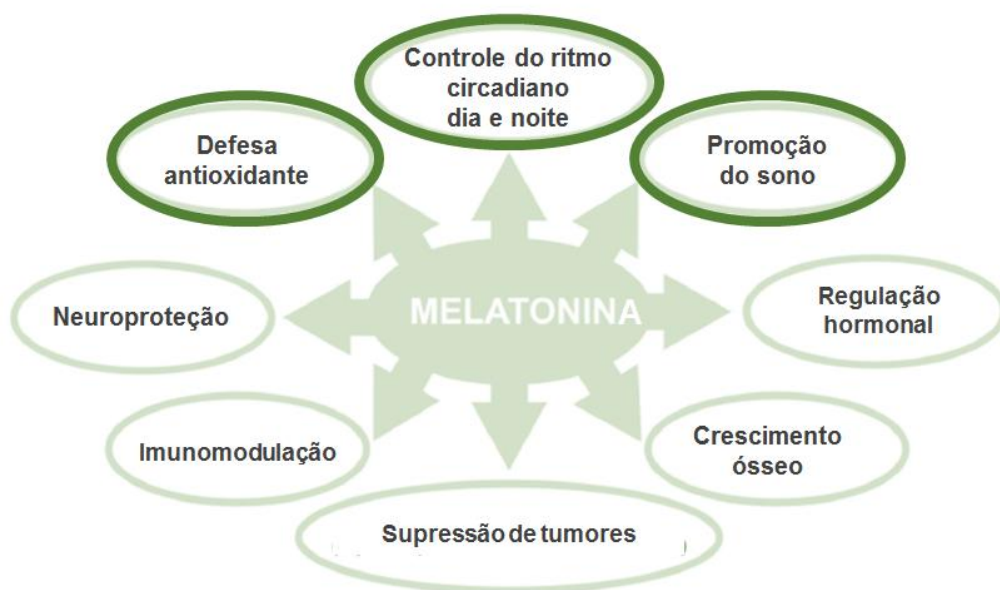 Controle do ritmo
circadiano
dia e noite
Defesa
antioxidante
Promoção
do sono
Neuroproteção
MELATONINA
Regulação
hormonal
Imunomodulação
Crescimento
ósseo
Supressão de tumores